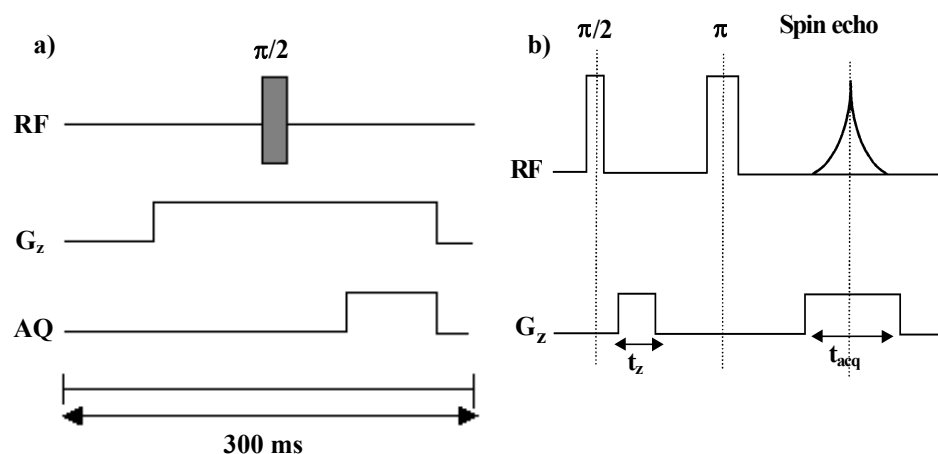 a)
π/2
RF
G_z
AQ
300 ms
b)
π/2
π
Spin echo
RF
G_z
t_z
t_acq